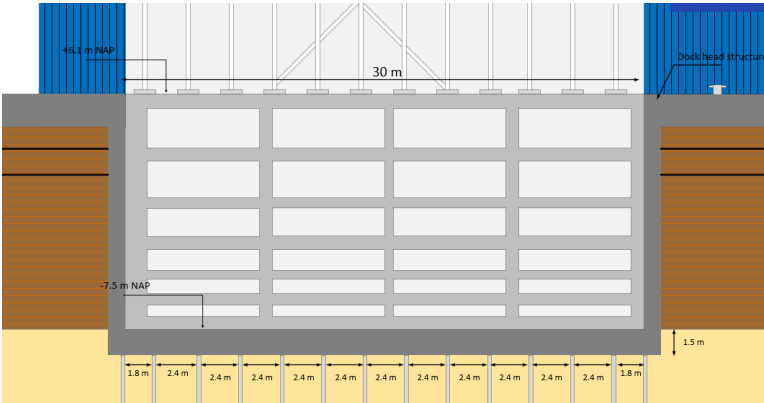 +6.1 m NAP
30 m
Dock head structure
-7.5 m NAP
1.5 m
1.8 m 2.4 m 2.4 m 2.4 m 2.4 m 2.4 m 2.4 m 2.4 m 2.4 m 2.4 m 2.4 m 2.4 m 1.8 m